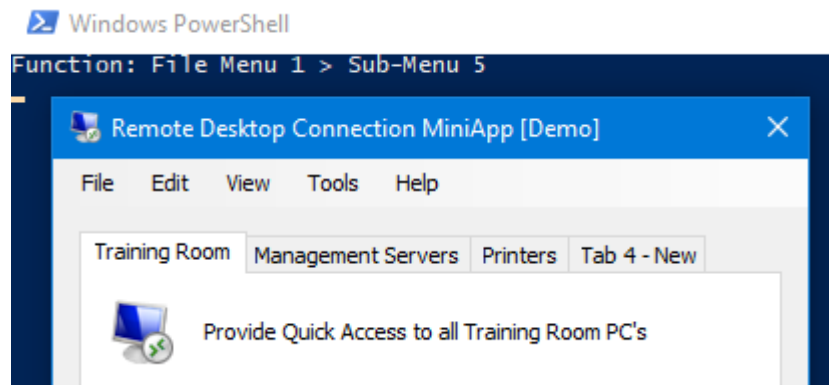 Windows PowerShell
Function: File Menu 1 > Sub-Menu 5
Remote Desktop Connection MiniApp [Demo]
File Edit View Tools Help
Training Room Management Servers Printers Tab 4 - New
Provide Quick Access to all Training Room PC's